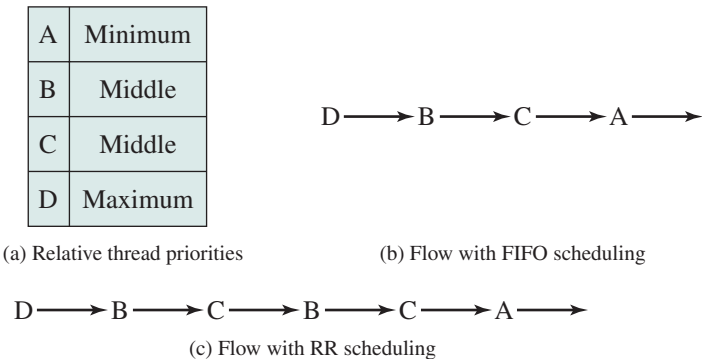 A Minimum
B Middle
C Middle
D Maximum
(a) Relative thread priorities
D B C A
(b) Flow with FIFO scheduling
D B C B C A
(c) Flow with RR scheduling